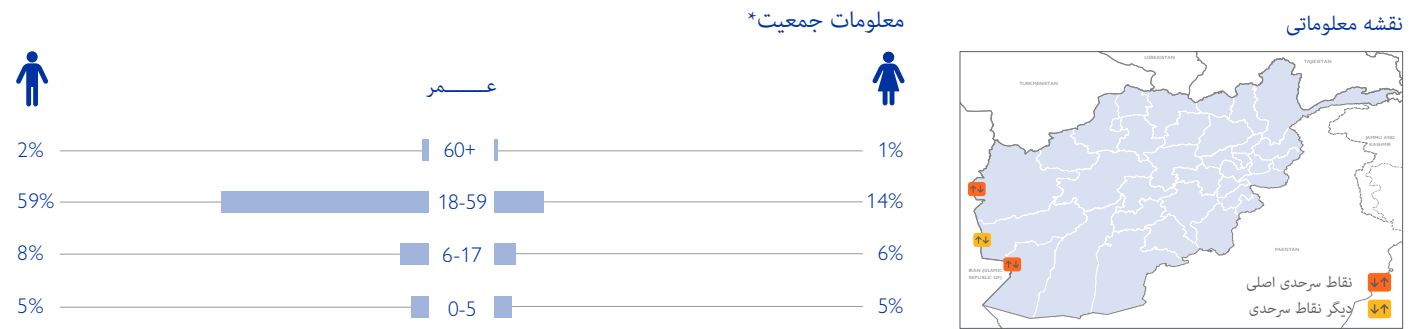 نقشه معلوماتی
UZBEKISTAN
TAJIKISTAN
TURKMENISTAN
JAMMU AND
KASHMIR
PAKISTAN
IRAN (ISLAMIC
REPUBLIC OF)
نقاط سرحدی اصلی
دیگر نقاط سرحدی
معلومات جمعیت*
عـــــمر
2% 60+ 1%
59% 18-59 14%
8% 6-17 6%
5% 0-5 5%